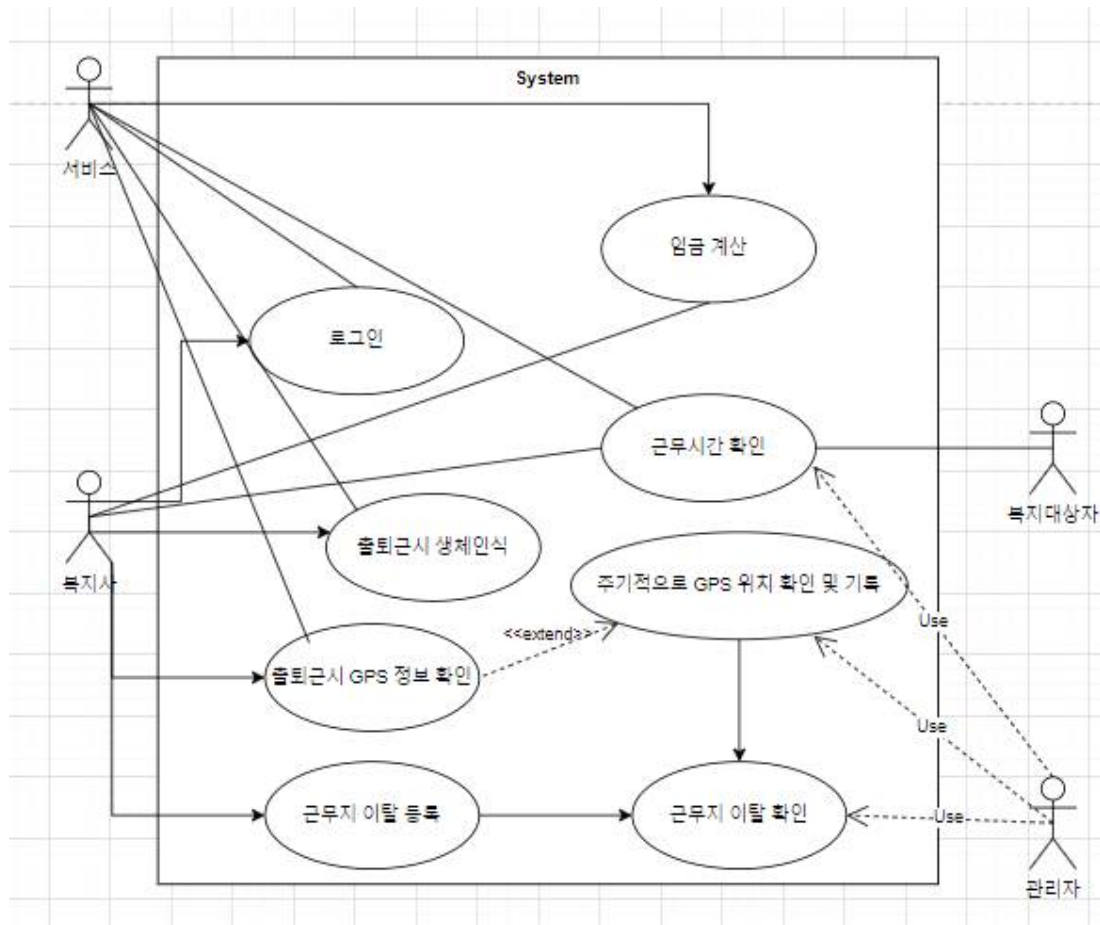 System
서비스
임금 계산
로그인
근무시간 확인
복지대상자
출퇴근시 생체인식
복지사
주기적으로 GPS 위치 확인 및 기록
Use
<<extend>>
출퇴근시 GPS 정보 확인
Use
근무지 이탈 등록
근무지 이탈 확인
Use
관리자